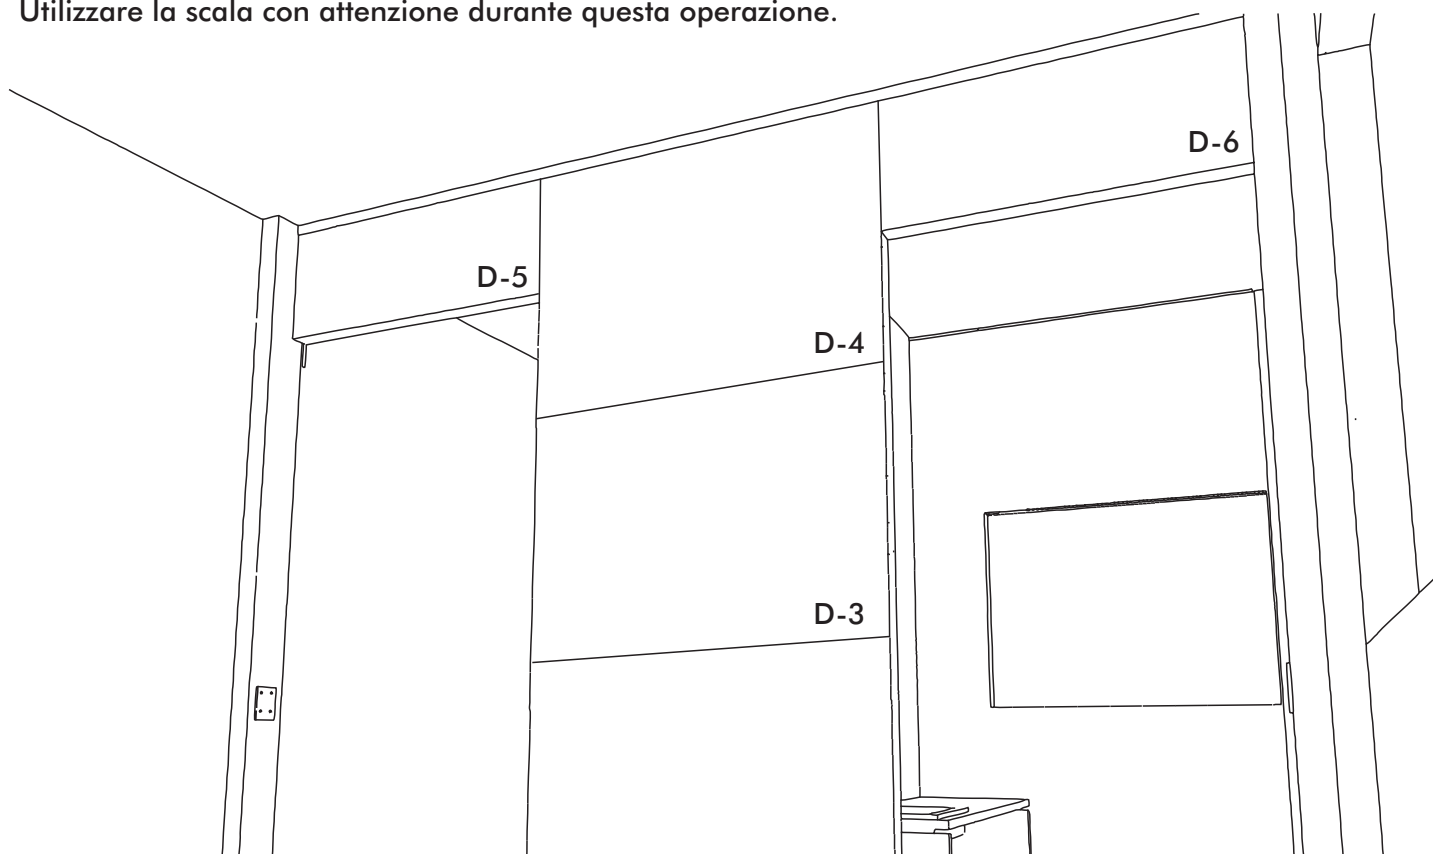 Utilizzare la scala con attenzione durante questa operazione.
D-6
D-5
D-4
D-3